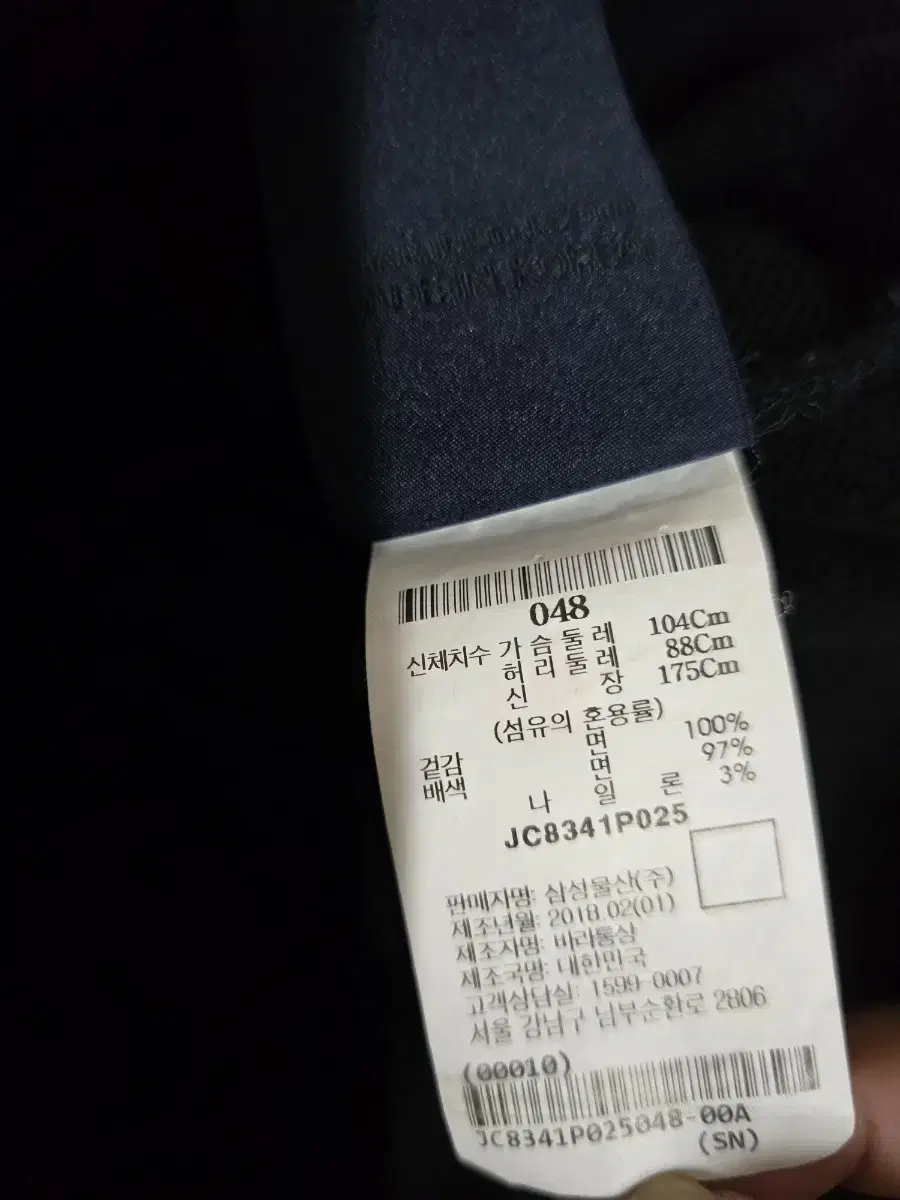 048
신체치수 가슴둘레 104Cm
허리둘레 88Cm
신장 175Cm
(섬유의 혼용률)
겉감 면 100%
배색 면 97%
나일론 3%
JC8341P025
판매자명: 삼성물산(주)
제조년월: 2018.02(01)
제조자명: 바라통상
제조국명: 대한민국
고객상담실: 1599-0007
서울 강남구 남부순환로 2806
(00010)
JC8341P025048-00A
(SN)